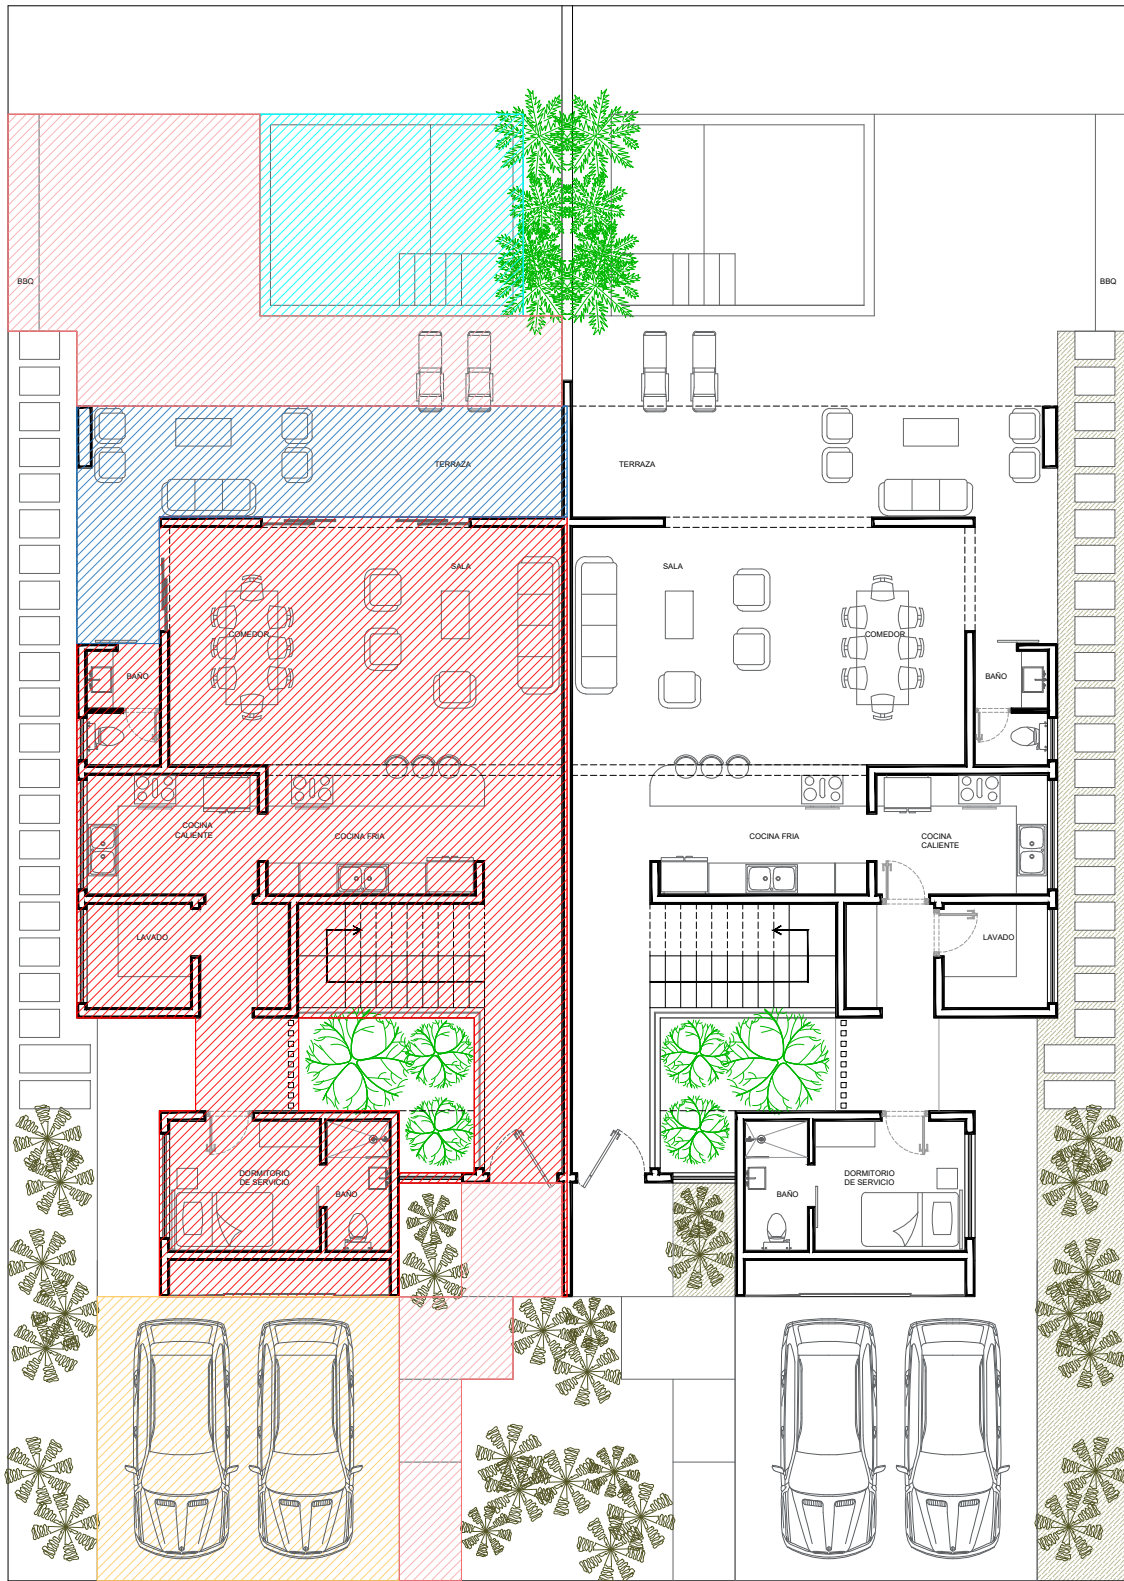 BBQ
BBQ
TERRAZA
TERRAZA
SALA
SALA
COMEDOR
COMEDOR
BAÑO
BAÑO
COCINA
CALIENTE
COCINA FRIA
COCINA FRIA
COCINA
CALIENTE
LAVADO
LAVADO
DORMITORIO
DE SERVICIO
BAÑO
BAÑO
DORMITORIO
DE SERVICIO